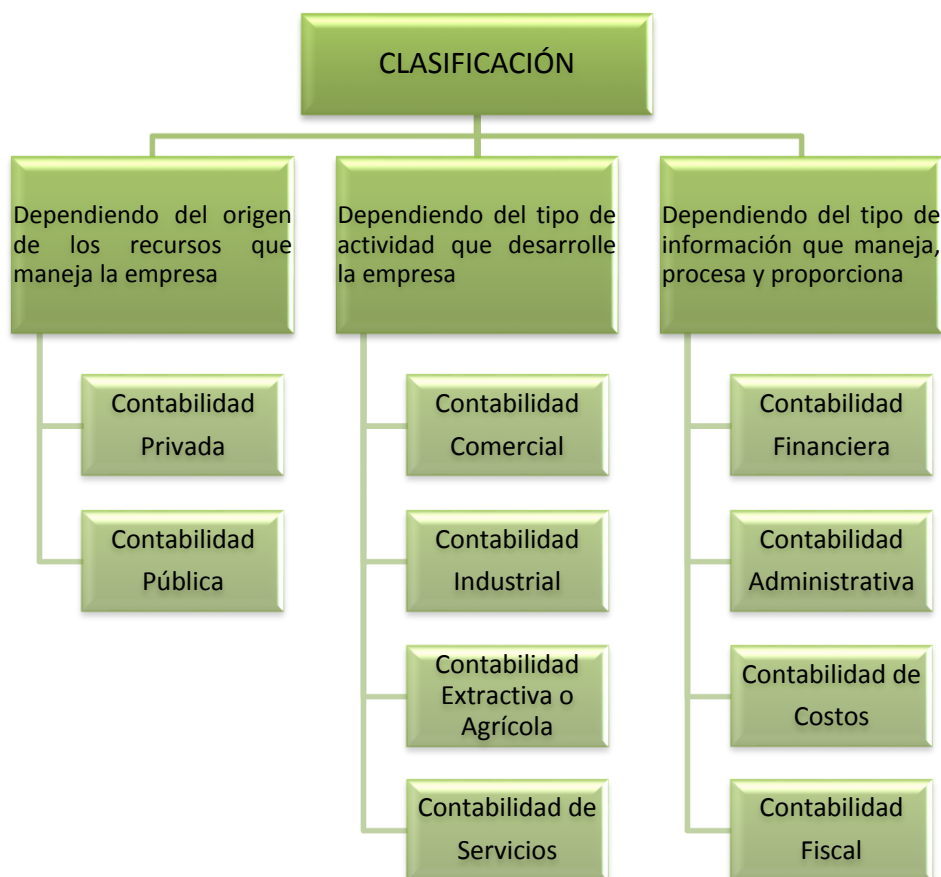 CLASIFICACIÓN
Dependiendo del origen
de los recursos que
maneja la empresa
Contabilidad
Privada
Contabilidad
Pública
Dependiendo del tipo de
actividad que desarrolle
la empresa
Contabilidad
Comercial
Contabilidad
Industrial
Contabilidad
Extractiva o
Agrícola
Contabilidad de
Servicios
Dependiendo del tipo de
información que maneja,
procesa y proporciona
Contabilidad
Financiera
Contabilidad
Administrativa
Contabilidad de
Costos
Contabilidad
Fiscal